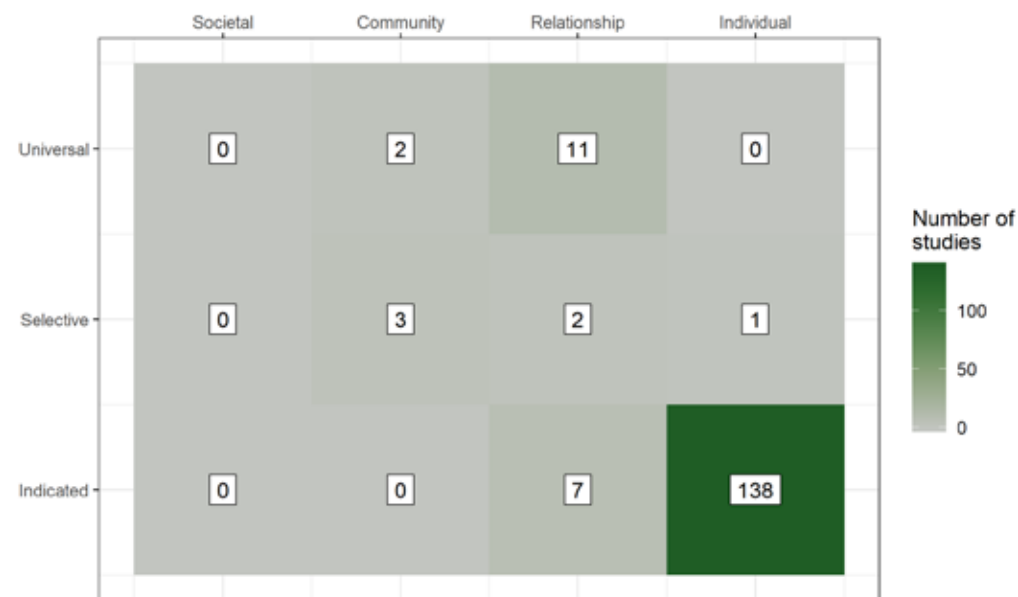 Societal Community Relationship Individual
Universal 0 2 11 0
Number of
studies
Selective 0 3 2 1
100
50
0
Indicated 0 0 7 138